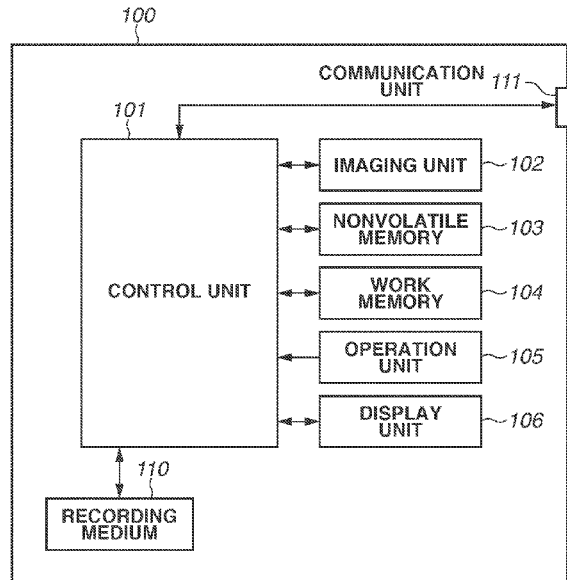 100
COMMUNICATION
UNIT
111
101
IMAGING UNIT
102
NONVOLATILE
MEMORY
103
CONTROL UNIT
WORK
MEMORY
104
OPERATION
UNIT
105
DISPLAY
UNIT
106
110
RECORDING
MEDIUM